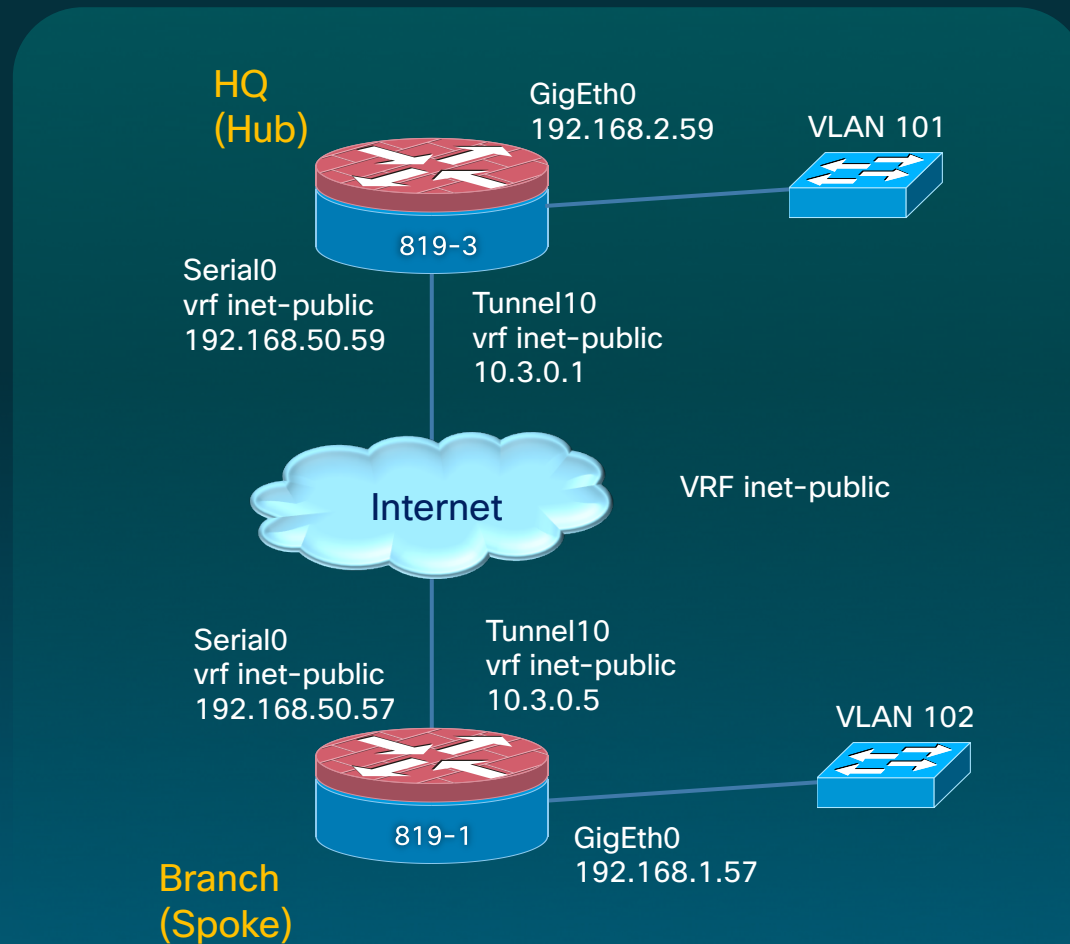 HQ
(Hub)
GigEth0
192.168.2.59
VLAN 101
819-3
Serial0
vrf inet-public
192.168.50.59
Tunnel10
vrf inet-public
10.3.0.1
Internet
VRF inet-public
Serial0
vrf inet-public
192.168.50.57
Tunnel10
vrf inet-public
10.3.0.5
VLAN 102
819-1
GigEth0
192.168.1.57
Branch
(Spoke)